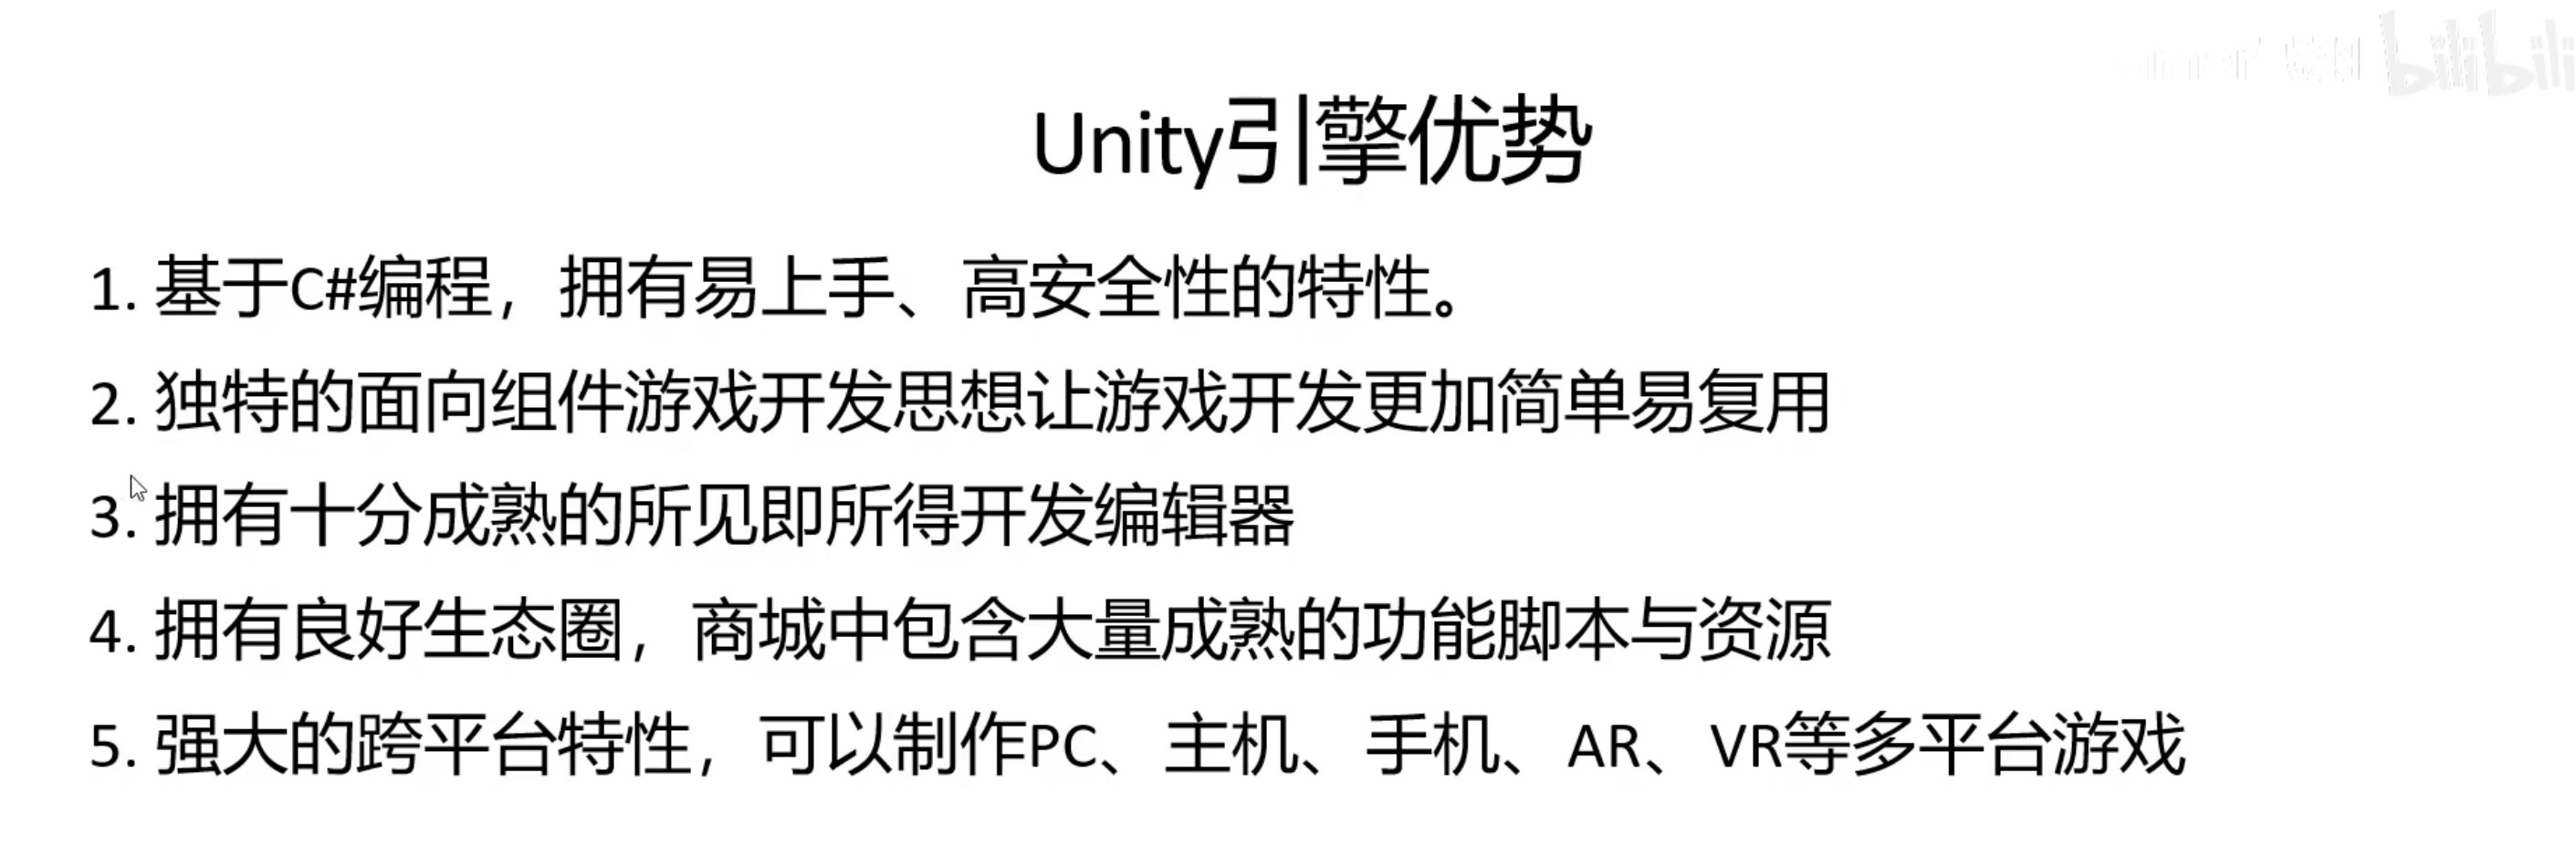 bilibili
Unity引擎优势
1. 基于C#编程，拥有易上手、高安全性的特性。
2. 独特的面向组件游戏开发思想让游戏开发更加简单易复用
3. 拥有十分成熟的所见即所得开发编辑器
4. 拥有良好生态圈，商城中包含大量成熟的功能脚本与资源
5. 强大的跨平台特性，可以制作PC、主机、手机、AR、VR等多平台游戏